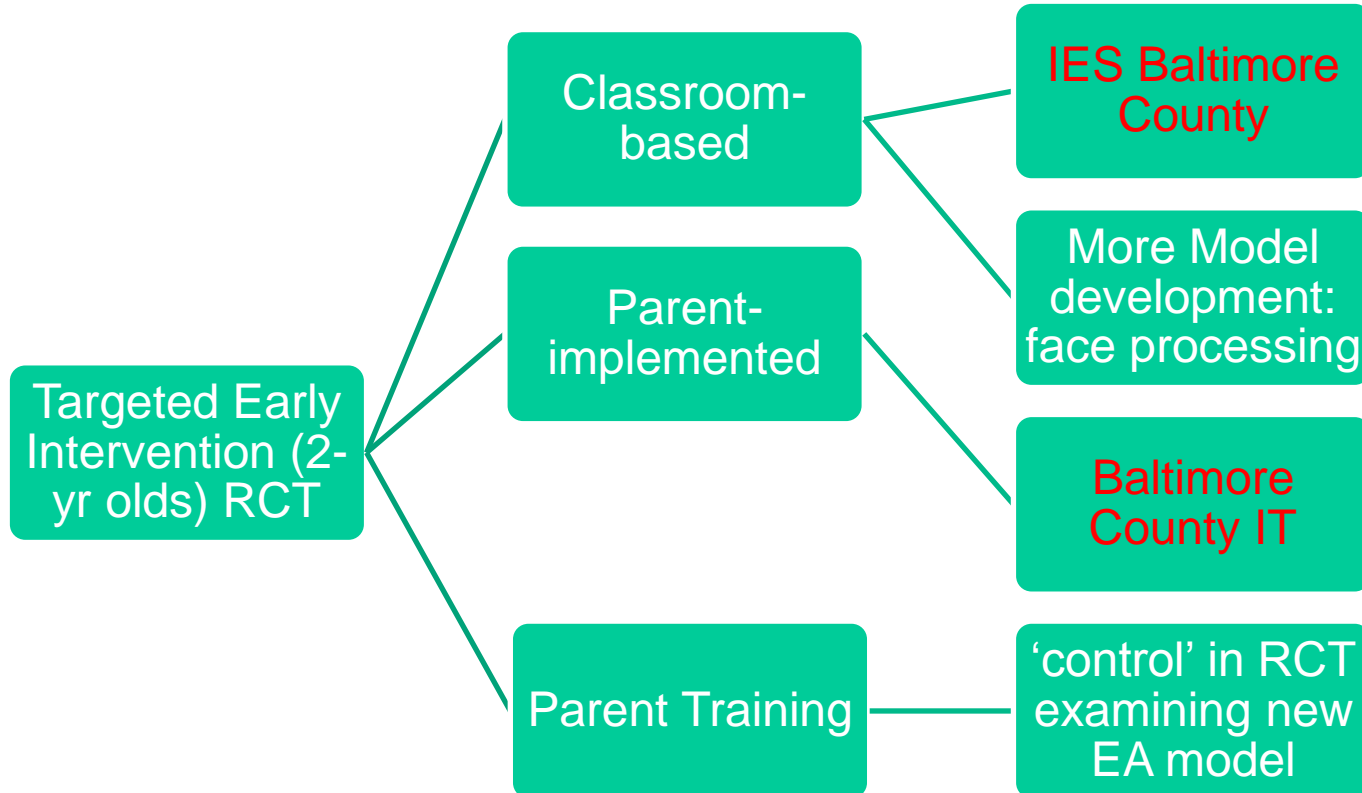 Targeted Early
Intervention (2-
yr olds) RCT
Classroom-
based
Parent-
implemented
Parent Training
IES Baltimore
County
More Model
development:
face processing
Baltimore
County IT
‘control’ in RCT
examining new
EA model